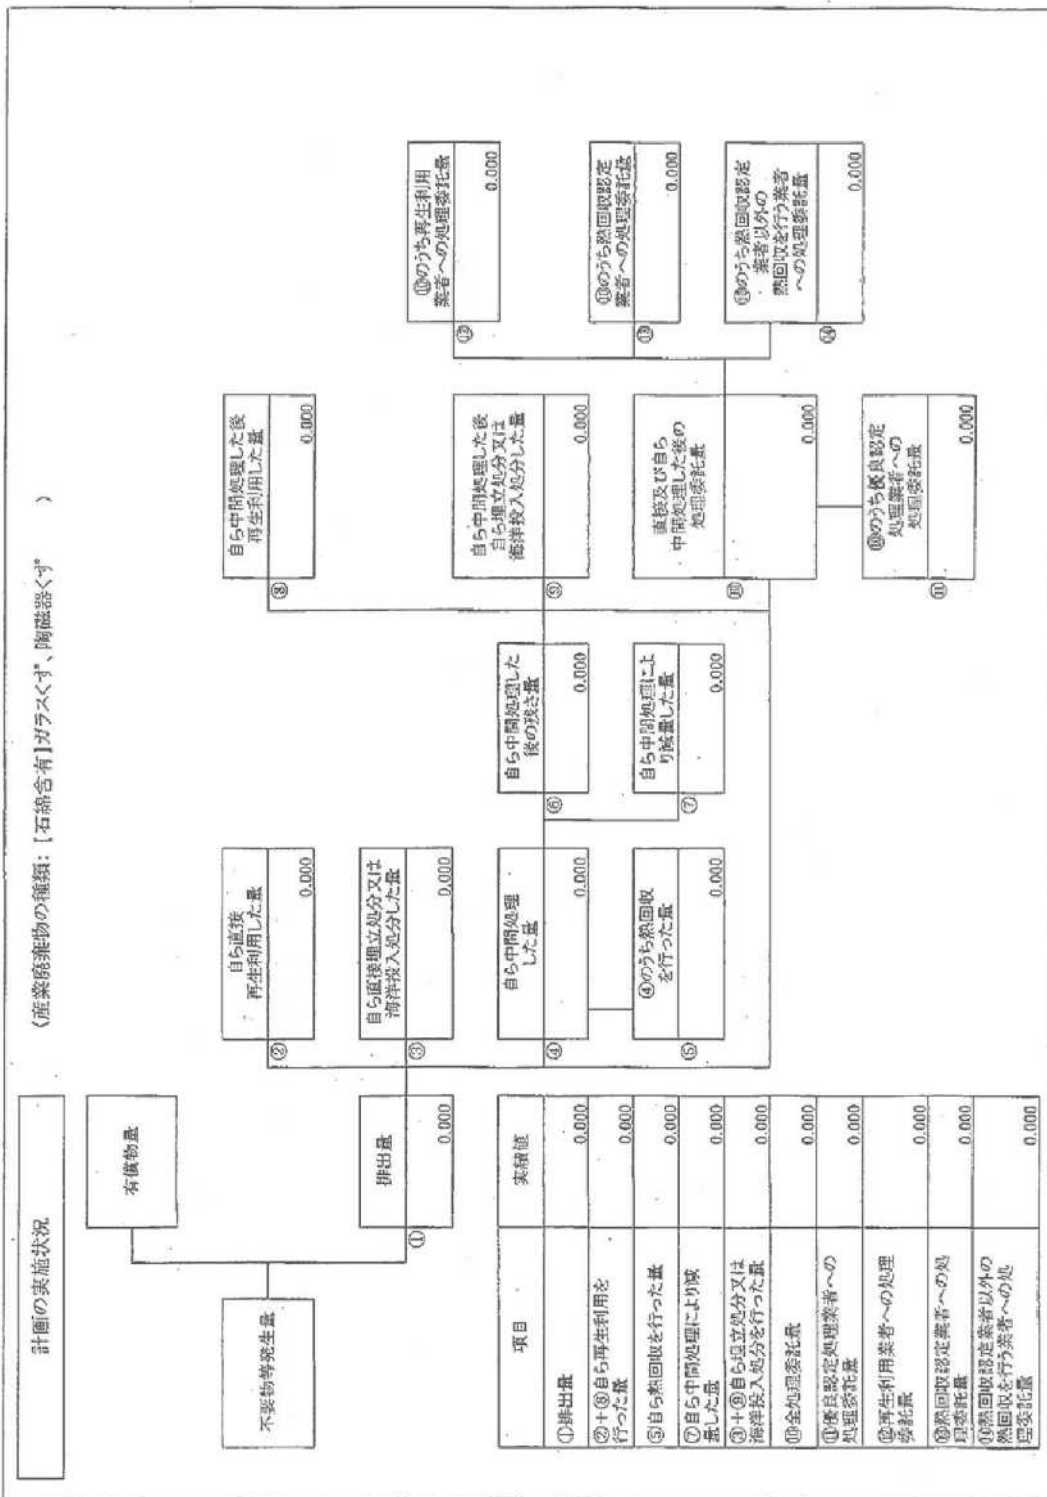 計画の実施状況
（産業廃棄物の種類：［石綿含有］ガラスくず、陶磁器くず　）
不要物等発生量
有償物量
①
排出量
0.000
②
自ら直接
再生利用した量
0.000
③
自ら直接埋立処分又は
海洋投入処分した量
0.000
④
自ら中間処理
した量
0.000
⑤
④のうち熱回収
を行った量
0.000
⑥
自ら中間処理した
後の残さ量
0.000
⑦
自ら中間処理によ
り減量した量
0.000
⑧
自ら中間処理した後
再生利用した量
0.000
⑨
自ら中間処理した後
自ら埋立処分又は
海洋投入処分した量
0.000
⑩
直接及び自ら
中間処理した後の
処理委託量
0.000
⑪
⑩のうち優良認定
処理業者への
処理委託量
0.000
⑫
⑩のうち再生利用
業者への処理委託量
0.000
⑬
⑩のうち熱回収認定
業者への処理委託量
0.000
⑭
⑩のうち熱回収認定
業者以外の
熱回収を行う業者
への処理委託量
0.000
項目　実績値
①排出量　0.000
②＋⑧自ら再生利用を
行った量　0.000
⑤自ら熱回収を行った量　0.000
⑦自ら中間処理により減
量した量　0.000
③＋⑨自ら埋立処分又は
海洋投入処分を行った量　0.000
⑩全処理委託量　0.000
⑪優良認定処理業者への
処理委託量　0.000
⑫再生利用業者への処理
委託量　0.000
⑬熱回収認定業者への処
理委託量　0.000
⑭熱回収認定業者以外の
熱回収を行う業者への処
理委託量　0.000